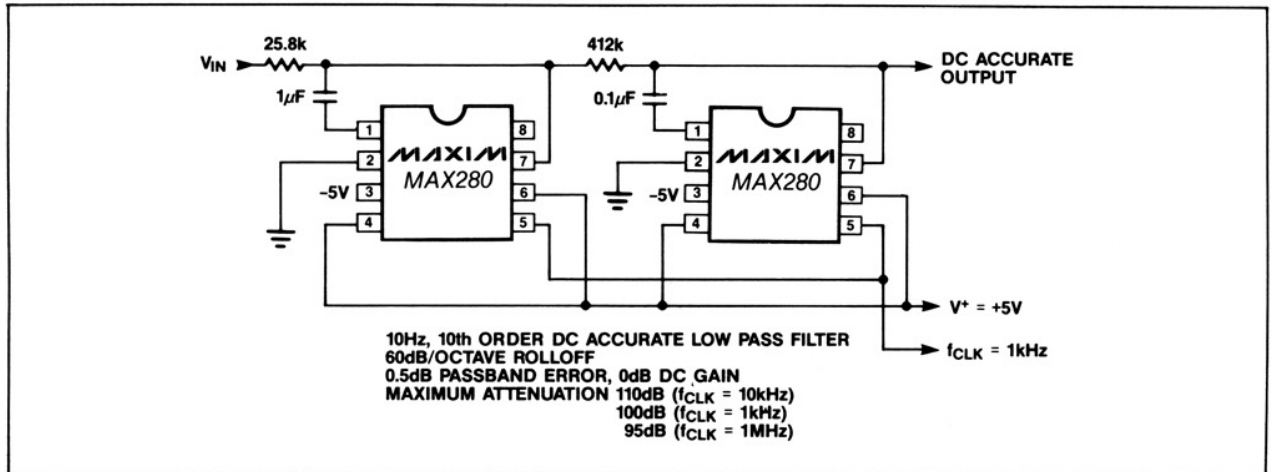 25.8k
412k
VIN
DC ACCURATE
OUTPUT
1µF
0.1µF
1
8
2
7
-5V 3
6
4
5
MAXIM
MAX280
1
8
2
7
-5V 3
6
4
5
MAXIM
MAX280
V+ = +5V
fCLK = 1kHz
10Hz, 10th ORDER DC ACCURATE LOW PASS FILTER
60dB/OCTAVE ROLLOFF
0.5dB PASSBAND ERROR, 0dB DC GAIN
MAXIMUM ATTENUATION 110dB (fCLK = 10kHz)
100dB (fCLK = 1kHz)
95dB (fCLK = 1MHz)